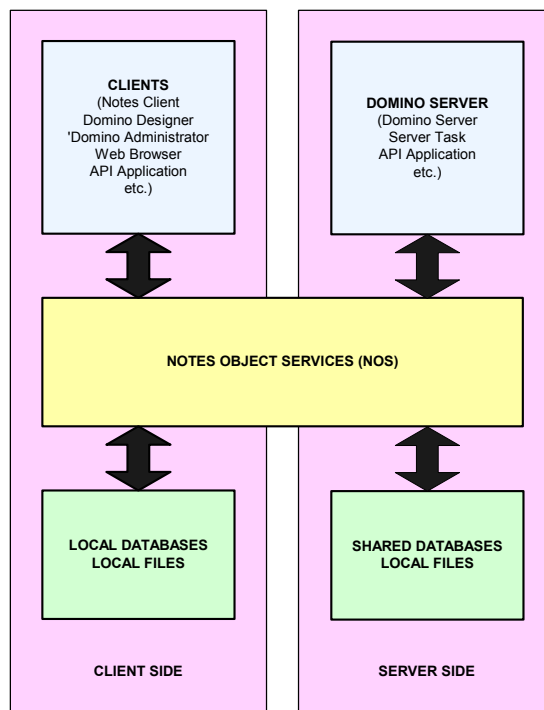 CLIENTS
(Notes Client
Domino Designer
'Domino Administrator
Web Browser
API Application
etc.)
DOMINO SERVER
(Domino Server
Server Task
API Application
etc.)
NOTES OBJECT SERVICES (NOS)
LOCAL DATABASES
LOCAL FILES
SHARED DATABASES
LOCAL FILES
CLIENT SIDE
SERVER SIDE